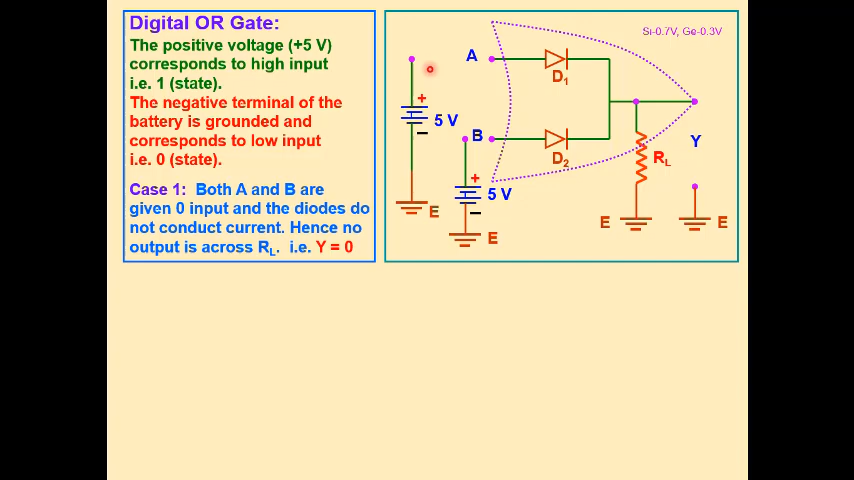 Digital OR Gate:
The positive voltage (+5 V)
corresponds to high input
i.e. 1 (state).
The negative terminal of the
battery is grounded and
corresponds to low input
i.e. 0 (state).
Case 1: Both A and B are
given 0 input and the diodes do
not conduct current. Hence no
output is across RL. i.e. Y = 0
Si-0.7V, Ge-0.3V
A
D1
+
5 V
B
D2
RL
Y
+
5 V
E
E
E
E